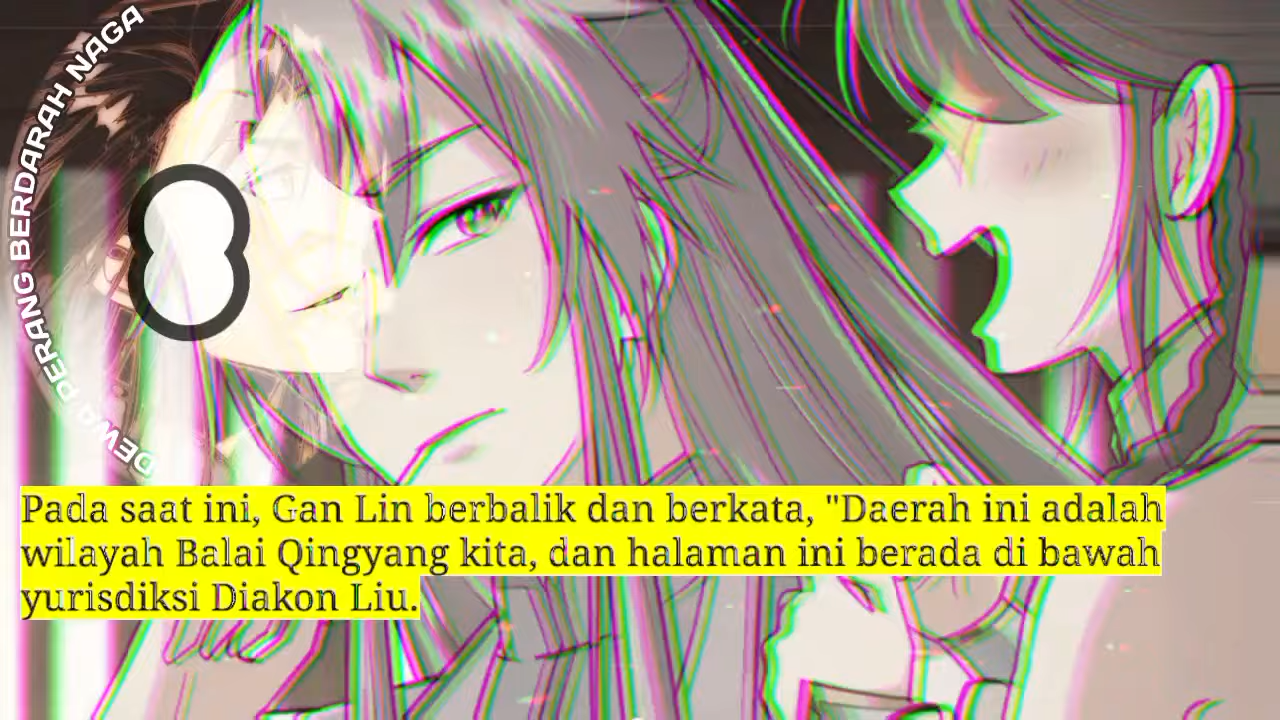 DEWA PERANG BERDARAH NAGA
8
Pada saat ini, Gan Lin berbalik dan berkata, "Daerah ini adalah
wilayah Balai Qingyang kita, dan halaman ini berada di bawah
yurisdiksi Diakon Liu.